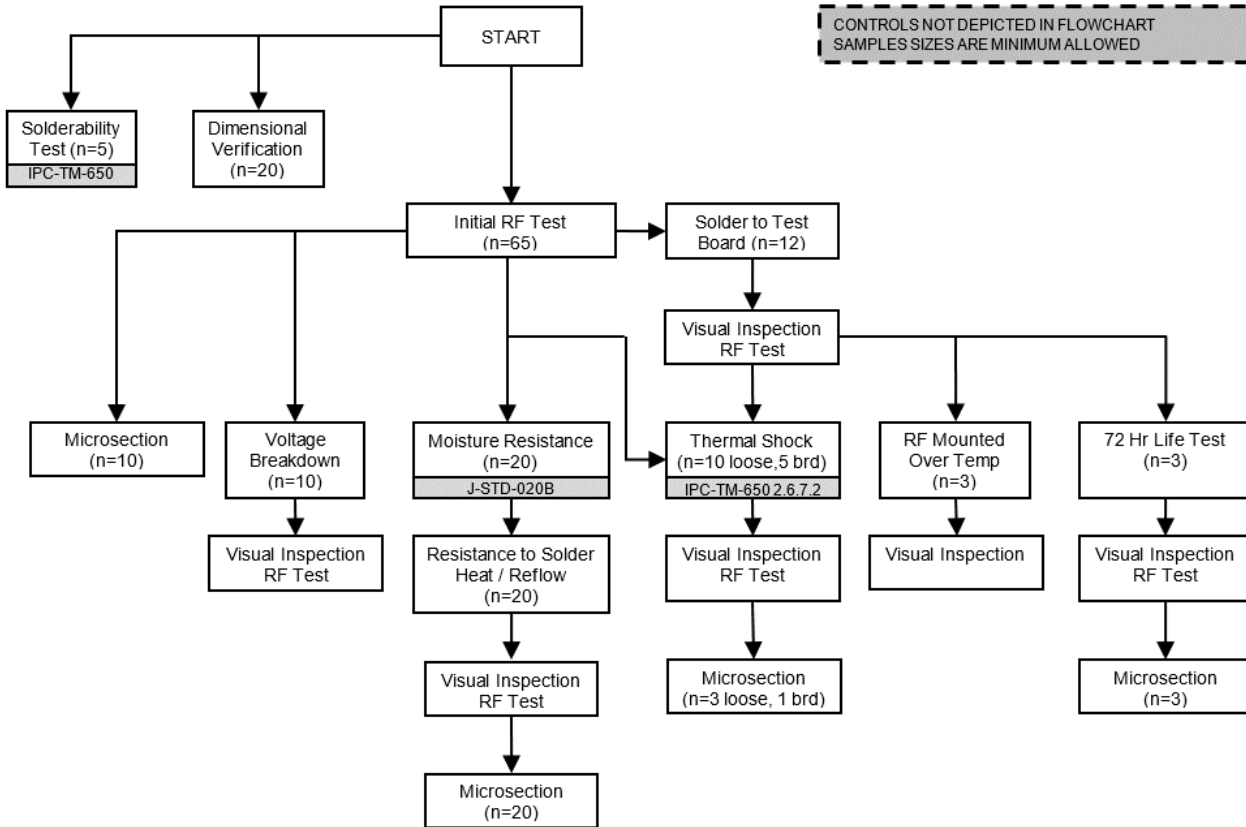 START
CONTROLS NOT DEPICTED IN FLOWCHART
SAMPLES SIZES ARE MINIMUM ALLOWED
Solderability
Test (n=5)
IPC-TM-650
Dimensional
Verification
(n=20)
Initial RF Test
(n=65)
Solder to Test
Board (n=12)
Visual Inspection
RF Test
Microsection
(n=10)
Voltage
Breakdown
(n=10)
Moisture Resistance
(n=20)
J-STD-020B
Thermal Shock
(n=10 loose,5 brd)
IPC-TM-650 2.6.7.2
RF Mounted
Over Temp
(n=3)
72 Hr Life Test
(n=3)
Visual Inspection
RF Test
Resistance to Solder
Heat / Reflow
(n=20)
Visual Inspection
RF Test
Visual Inspection
Visual Inspection
RF Test
Visual Inspection
RF Test
Microsection
(n=3 loose, 1 brd)
Microsection
(n=3)
Microsection
(n=20)